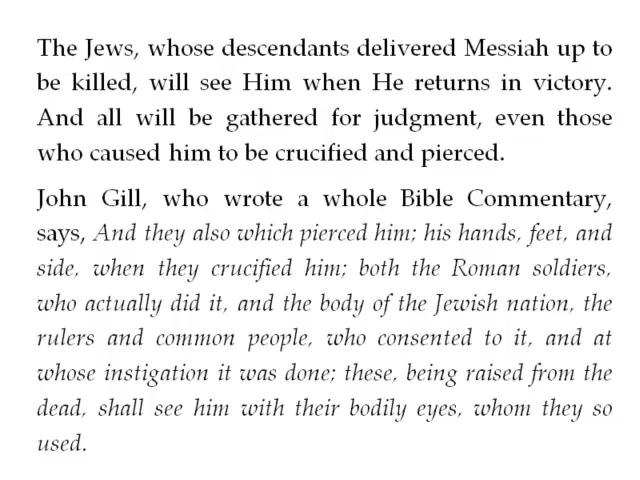 The Jews, whose descendants delivered Messiah up to
be killed, will see Him when He returns in victory.
And all will be gathered for judgment, even those
who caused him to be crucified and pierced.
John Gill, who wrote a whole Bible Commentary,
says, And they also which pierced him; his hands, feet, and
side, when they crucified him; both the Roman soldiers,
who actually did it, and the body of the Jewish nation, the
rulers and common people, who consented to it, and at
whose instigation it was done; these, being raised from the
dead, shall see him with their bodily eyes, whom they so
used.